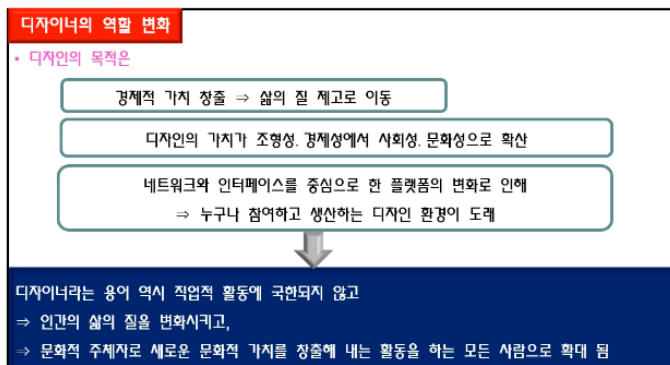 디자이너의 역할 변화
• 디자인의 목적은
경제적 가치 창출 ⇒ 삶의 질 제고로 이동
디자인의 가치가 조형성. 경제성에서 사회성. 문화성으로 확산
네트워크와 인터페이스를 중심으로 한 플랫폼의 변화로 인해
⇒ 누구나 참여하고 생산하는 디자인 환경이 도래
디자이너라는 용어 역시 직업적 활동에 국한되지 않고
⇒ 인간의 삶의 질을 변화시키고,
⇒ 문화적 주체자로 새로운 문화적 가치를 창출해 내는 활동을 하는 모든 사람으로 확대 됨